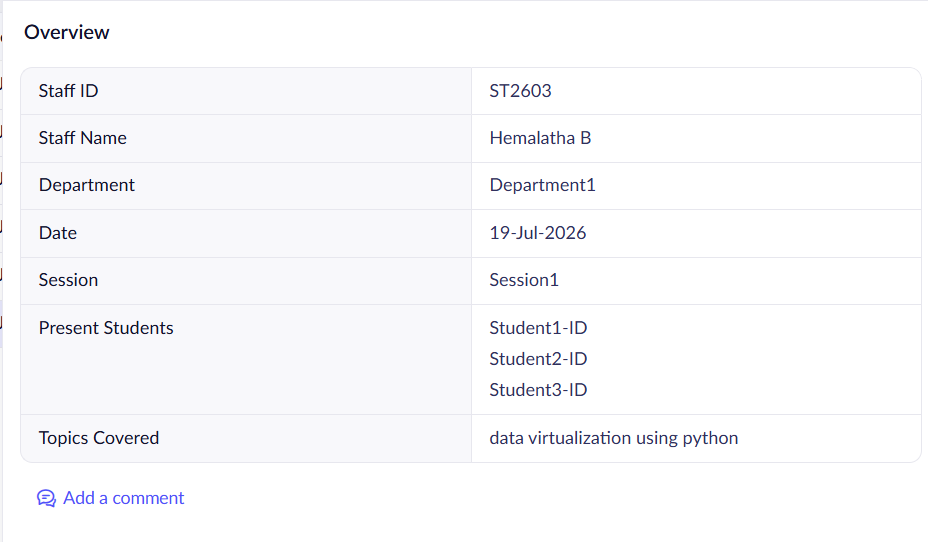 Overview
Staff ID ST2603
Staff Name Hemalatha B
Department Department1
Date 19-Jul-2026
Session Session1
Present Students Student1-ID
Student2-ID
Student3-ID
Topics Covered data virtualization using python
Add a comment